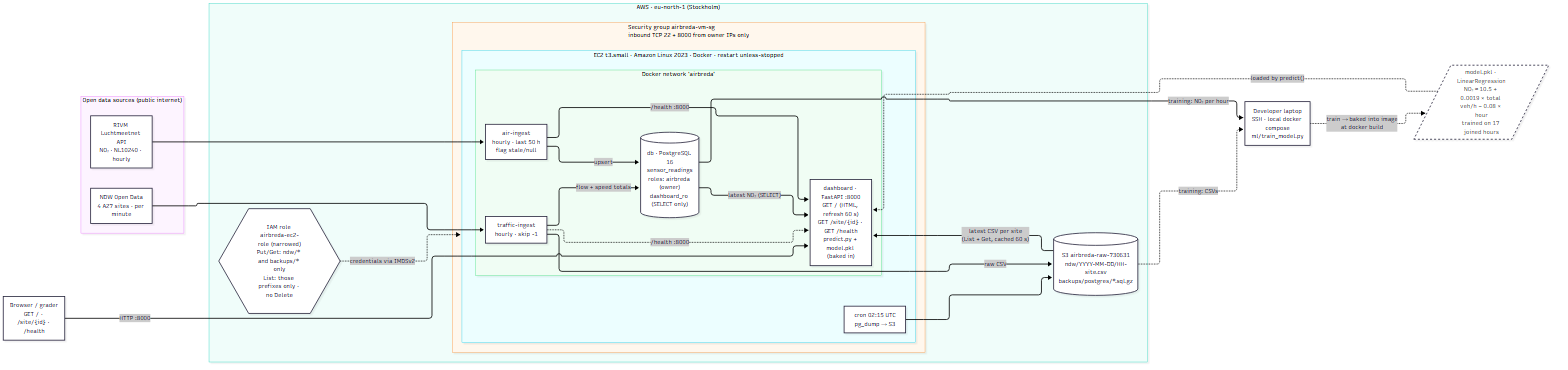 AWS · eu-north-1 (Stockholm)
Security group airbreda-vm-sg
inbound TCP 22 + 8000 from owner IPs only
EC2 t3.small · Amazon Linux 2023 · Docker · restart unless-stopped
Docker network 'airbreda'
Open data sources (public internet)
RIVM
Luchtmeetnet
API
NO₂ · NL10240 ·
hourly
NDW Open Data
4 A27 sites · per
minute
IAM role
airbreda-ec2-
role (narrowed)
Put/Get: ndw/*
and backups/*
only
List: those
prefixes only ·
no Delete
credentials via IMDSv2
Browser / grader
GET / ·
/site/{id} ·
/health
HTTP :8000
air-ingest
hourly · last 50 h
flag stale/null
traffic-ingest
hourly · skip -1
/health :8000
upsert
flow + speed totals
/health :8000
db · PostgreSQL
16
sensor_readings
roles: airbreda
(owner)
dashboard_ro
(SELECT only)
latest NO₂ (SELECT)
dashboard ·
FastAPI :8000
GET / (HTML,
refresh 60 s)
GET /site/{id} ·
GET /health
predict.py +
model.pkl
(baked in)
cron 02:15 UTC
pg_dump → S3
latest CSV per site
(List + Get, cached 60 s)
raw CSV
S3 airbreda-raw-730631
ndw/YYYY-MM-DD/HH-
site.csv
backups/postgres/*.sql.gz
training: CSVs
training: NO₂ per hour
loaded by predict()
Developer laptop
SSH · local docker
compose
ml/train_model.py
train → baked into image
at docker build
model.pkl ·
LinearRegression
NO₂ = 10.5 +
0.0019 × total
veh/h − 0.08 ×
hour
trained on 17
joined hours